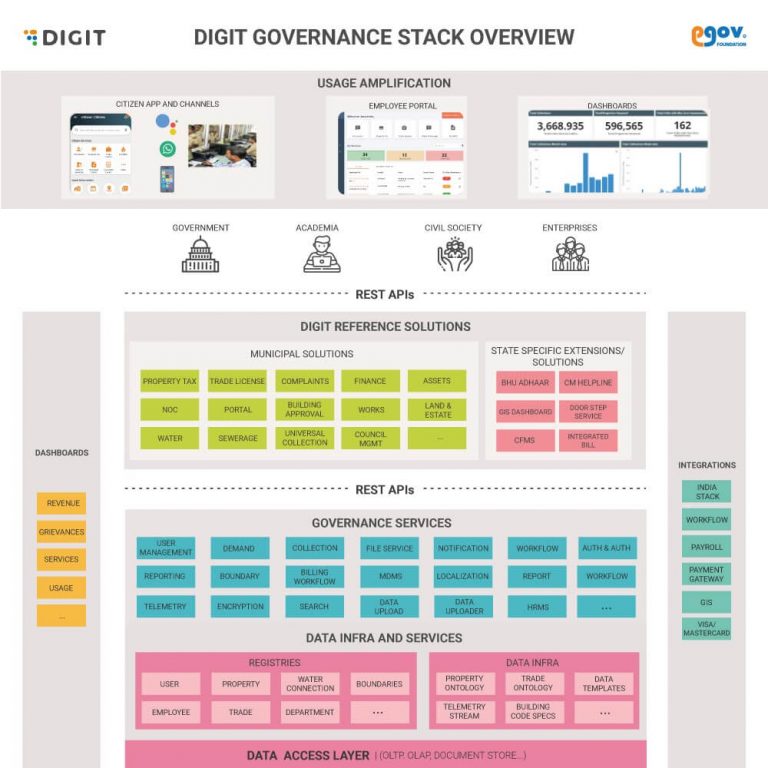 DIGIT
DIGIT GOVERNANCE STACK OVERVIEW
egov.
FOUNDATION
USAGE AMPLIFICATION
CITIZEN APP AND CHANNELS
EMPLOYEE PORTAL
DASHBOARDS
3,668.935
596,565
162
GOVERNMENT
ACADEMIA
CIVIL SOCIETY
ENTERPRISES
REST APIs
DIGIT REFERENCE SOLUTIONS
MUNICIPAL SOLUTIONS
PROPERTY TAX
TRADE LICENSE
COMPLAINTS
FINANCE
ASSETS
NOC
PORTAL
BUILDING
APPROVAL
WORKS
LAND &
ESTATE
WATER
SEWERAGE
UNIVERSAL
COLLECTION
COUNCIL
MGMT
...
STATE SPECIFIC EXTENSIONS/
SOLUTIONS
BHU ADHAAR
CM HELPLINE
GIS DASHBOARD
DOOR STEP
SERVICE
CFMS
INTEGRATED
BILL
DASHBOARDS
REVENUE
GRIEVANCES
SERVICES
USAGE
...
INTEGRATIONS
INDIA
STACK
WORKFLOW
PAYROLL
PAYMENT
GATEWAY
GIS
VISA/
MASTERCARD
REST APIs
GOVERNANCE SERVICES
USER
MANAGEMENT
DEMAND
COLLECTION
FILE SERVICE
NOTIFICATION
WORKFLOW
AUTH & AUTH
REPORTING
BOUNDARY
BILLING
WORKFLOW
MDMS
LOCALIZATION
REPORT
WORKFLOW
TELEMETRY
ENCRYPTION
SEARCH
DATA
UPLOAD
DATA
UPLOADER
HRMS
...
DATA INFRA AND SERVICES
REGISTRIES
USER
PROPERTY
WATER
CONNECTION
BOUNDARIES
EMPLOYEE
TRADE
DEPARTMENT
...
DATA INFRA
PROPERTY
ONTOLOGY
TRADE
ONTOLOGY
DATA
TEMPLATES
TELEMETRY
STREAM
BUILDING
CODE SPECS
...
DATA ACCESS LAYER | (OLTP. OLAP, DOCUMENT STORE...)